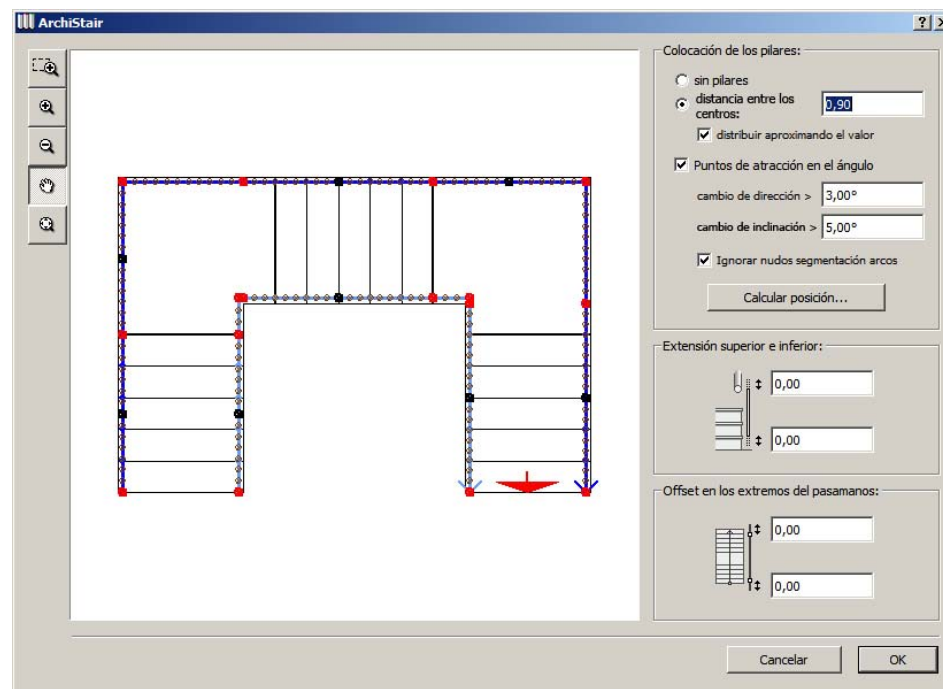 ArchiStair
Colocación de los pilares:
sin pilares
distancia entre los
centros:
0,90
distribuir aproximando el valor
Puntos de atracción en el ángulo
cambio de dirección > 3,00°
cambio de inclinación > 5,00°
Ignorar nudos segmentación arcos
Calcular posición...
Extensión superior e inferior:
0,00
0,00
Offset en los extremos del pasamanos:
0,00
0,00
Cancelar OK